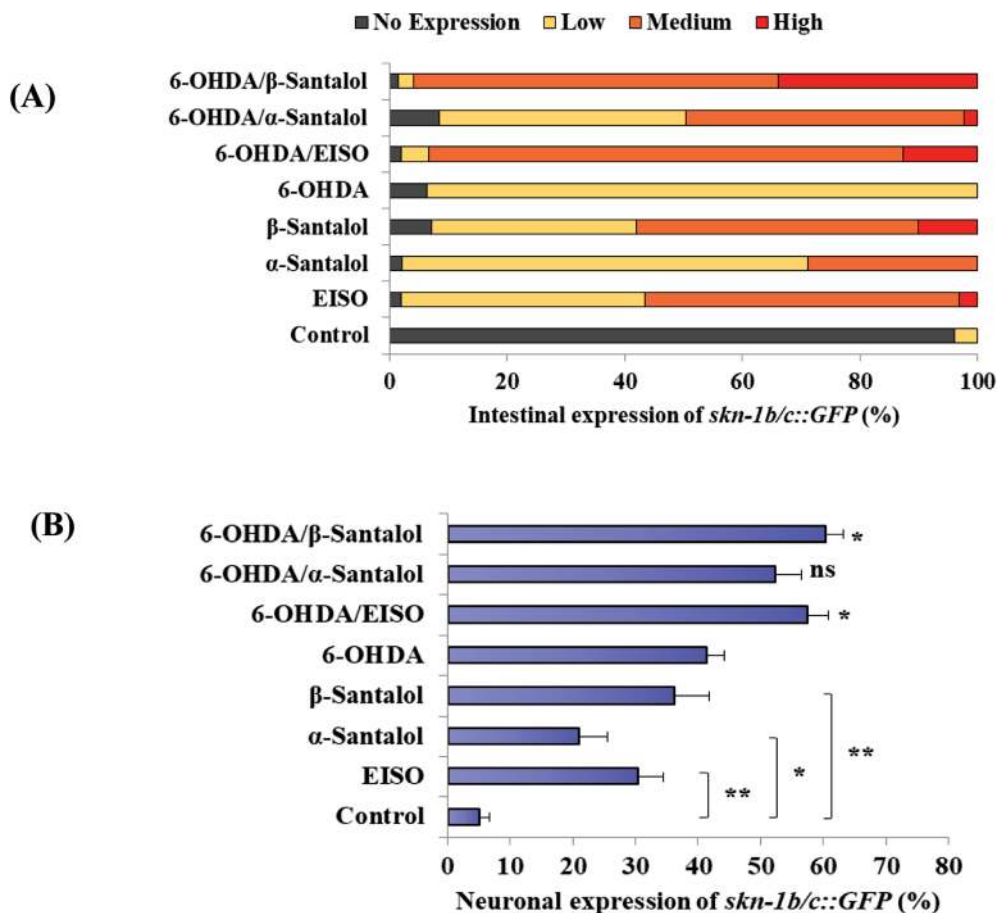 No Expression Low Medium High
(A)
6-OHDA/β-Santalol
6-OHDA/α-Santalol
6-OHDA/EISO
6-OHDA
β-Santalol
α-Santalol
EISO
Control
0 20 40 60 80 100
Intestinal expression of skn-1b/c::GFP (%)
(B)
6-OHDA/β-Santalol *
6-OHDA/α-Santalol ns
6-OHDA/EISO *
6-OHDA
β-Santalol
α-Santalol **
EISO *
** 
Control
0 10 20 30 40 50 60 70 80
Neuronal expression of skn-1b/c::GFP (%)